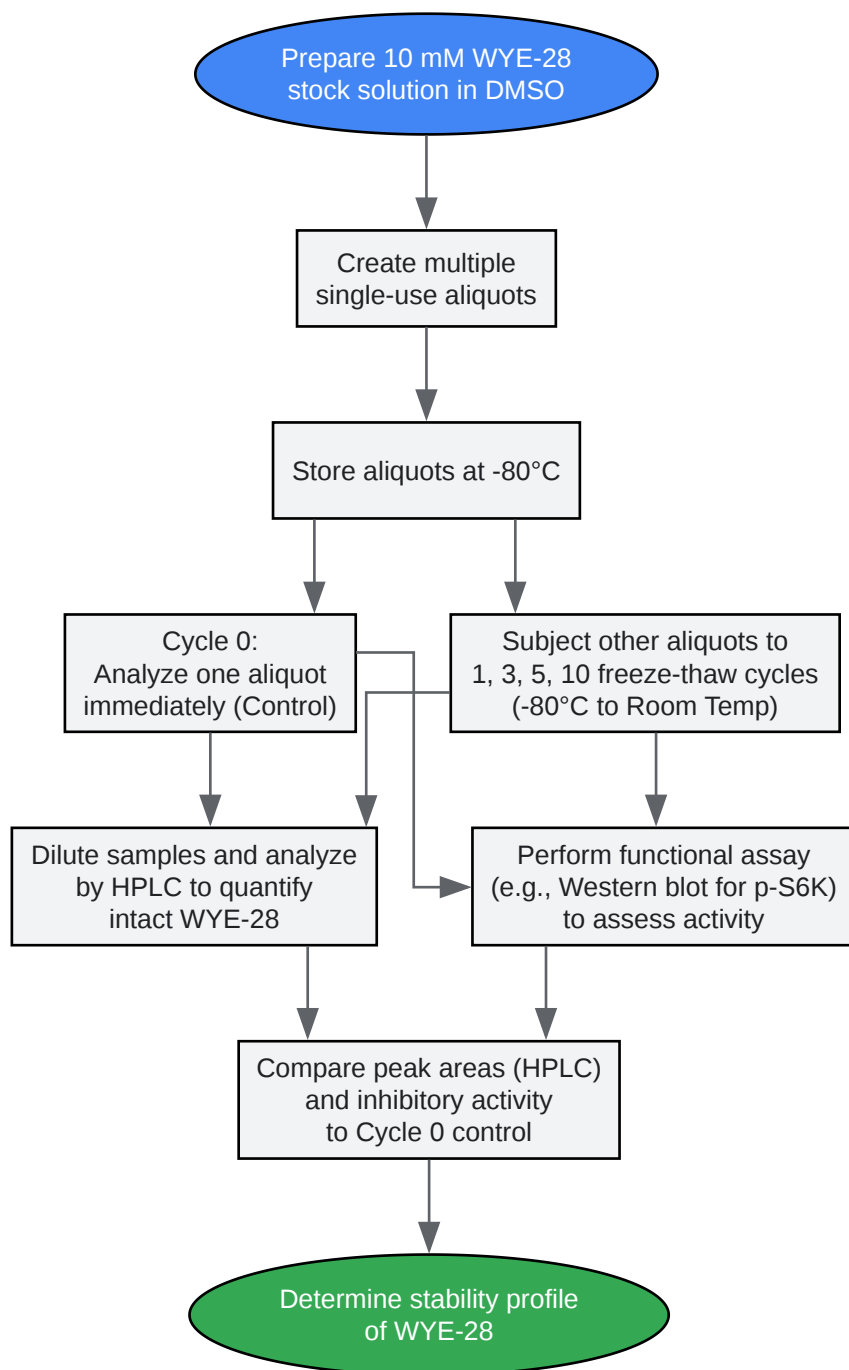 Prepare 10 mM WYE-28
stock solution in DMSO
Create multiple
single-use aliquots
Store aliquots at -80°C
Cycle 0:
Analyze one aliquot
immediately (Control)
Subject other aliquots to
1, 3, 5, 10 freeze-thaw cycles
(-80°C to Room Temp)
Dilute samples and analyze
by HPLC to quantify
intact WYE-28
Perform functional assay
(e.g., Western blot for p-S6K)
to assess activity
Compare peak areas (HPLC)
and inhibitory activity
to Cycle 0 control
Determine stability profile
of WYE-28